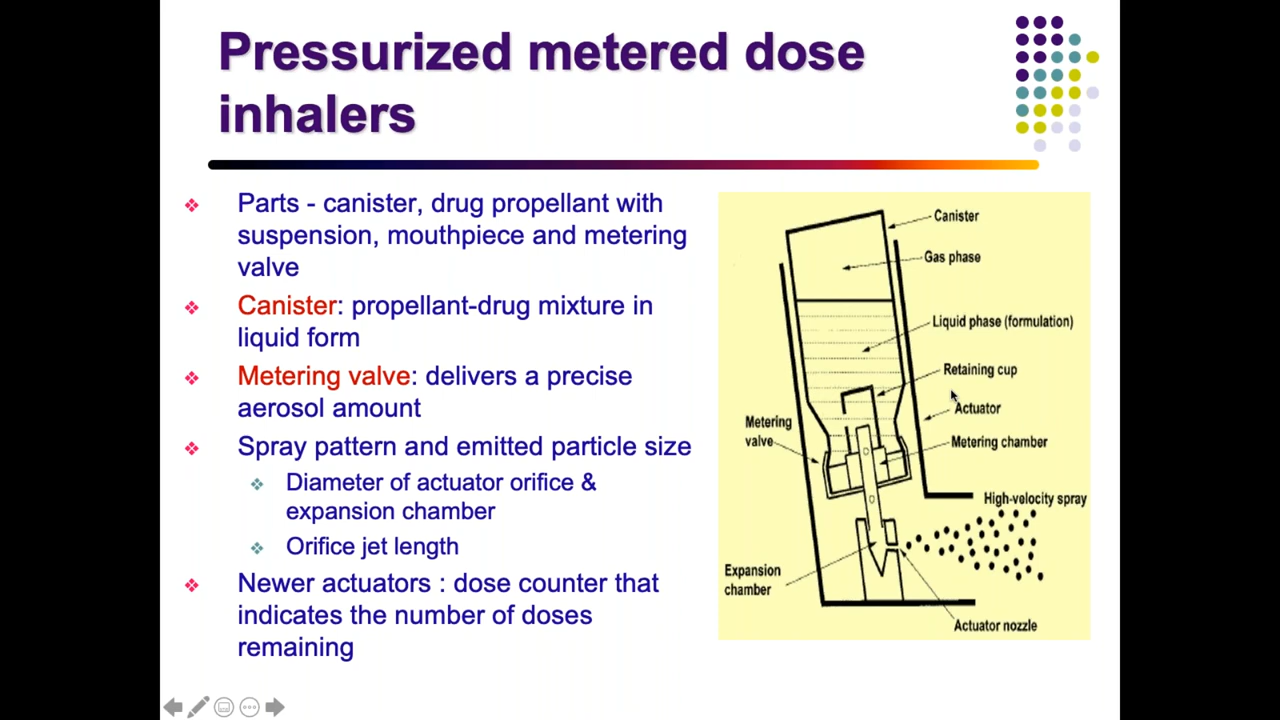 Pressurized metered dose
inhalers
Parts - canister, drug propellant with
suspension, mouthpiece and metering
valve
Canister: propellant-drug mixture in
liquid form
Metering valve: delivers a precise
aerosol amount
Spray pattern and emitted particle size
Diameter of actuator orifice &
expansion chamber
Orifice jet length
Newer actuators : dose counter that
indicates the number of doses
remaining
Canister
Gas phase
Liquid phase (formulation)
Retaining cup
Actuator
Metering
valve
Metering chamber
High-velocity spray
Expansion
chamber
Actuator nozzle